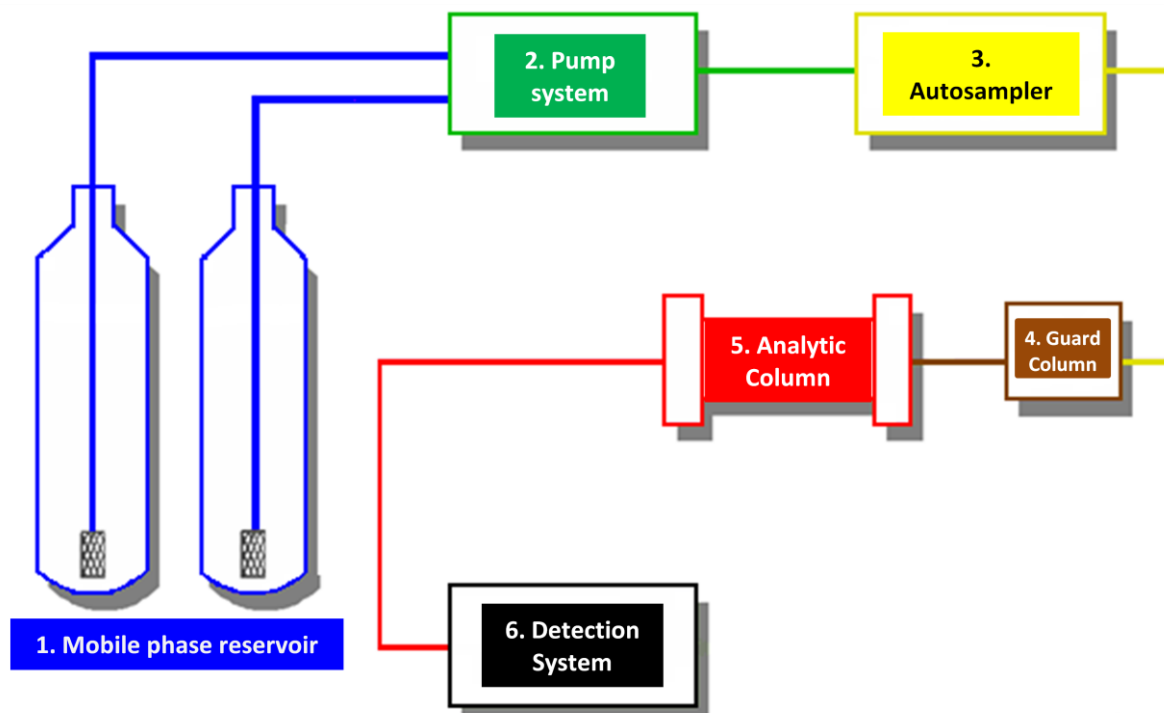 2. Pump
system
3.
Autosampler
5. Analytic
Column
4. Guard
Column
1. Mobile phase reservoir
6. Detection
System